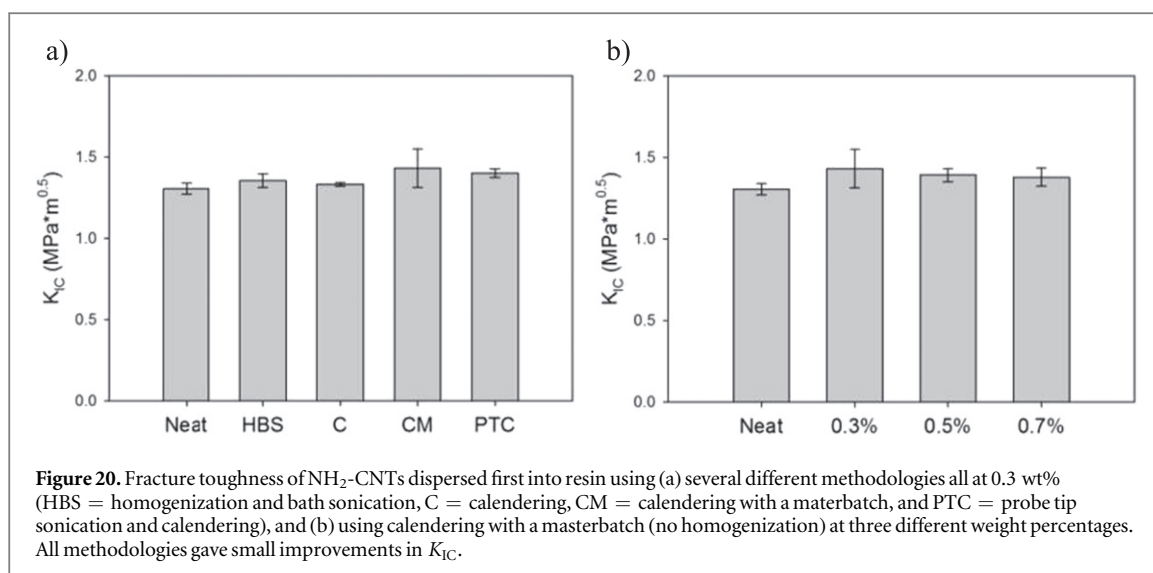 a)
2.0
1.5
1.0
0.5
0.0
K_IC (MPa*m^0.5)
Neat HBS C CM PTC
b)
2.0
1.5
1.0
0.5
0.0
K_IC (MPa*m^0.5)
Neat 0.3% 0.5% 0.7%
Figure 20. Fracture toughness of NH₂-CNTs dispersed first into resin using (a) several different methodologies all at 0.3 wt%
(HBS = homogenization and bath sonication, C = calendering, CM = calendering with a materbatch, and PTC = probe tip
sonication and calendering), and (b) using calendering with a masterbatch (no homogenization) at three different weight percentages.
All methodologies gave small improvements in K_IC.